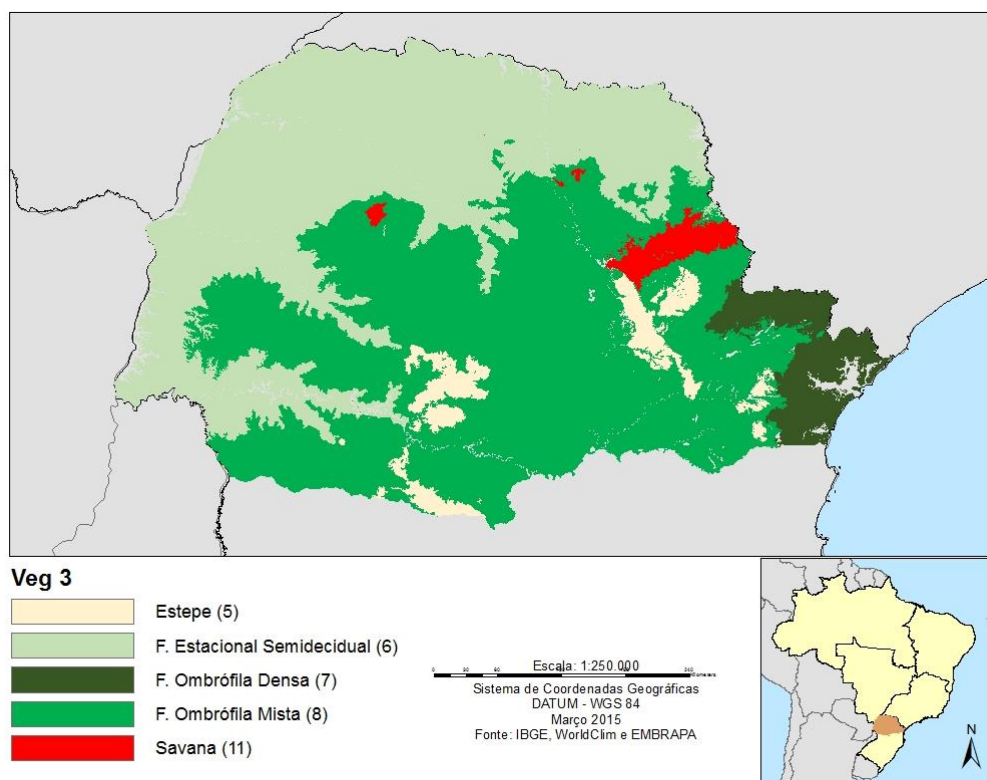 Veg 3
Estepe (5)
F. Estacional Semidecidual (6)
F. Ombrófila Densa (7)
F. Ombrófila Mista (8)
Savana (11)
Escala: 1:250.000
Sistema de Coordenadas Geográficas
DATUM - WGS 84
Março 2015
Fonte: IBGE, WorldClim e EMBRAPA
N